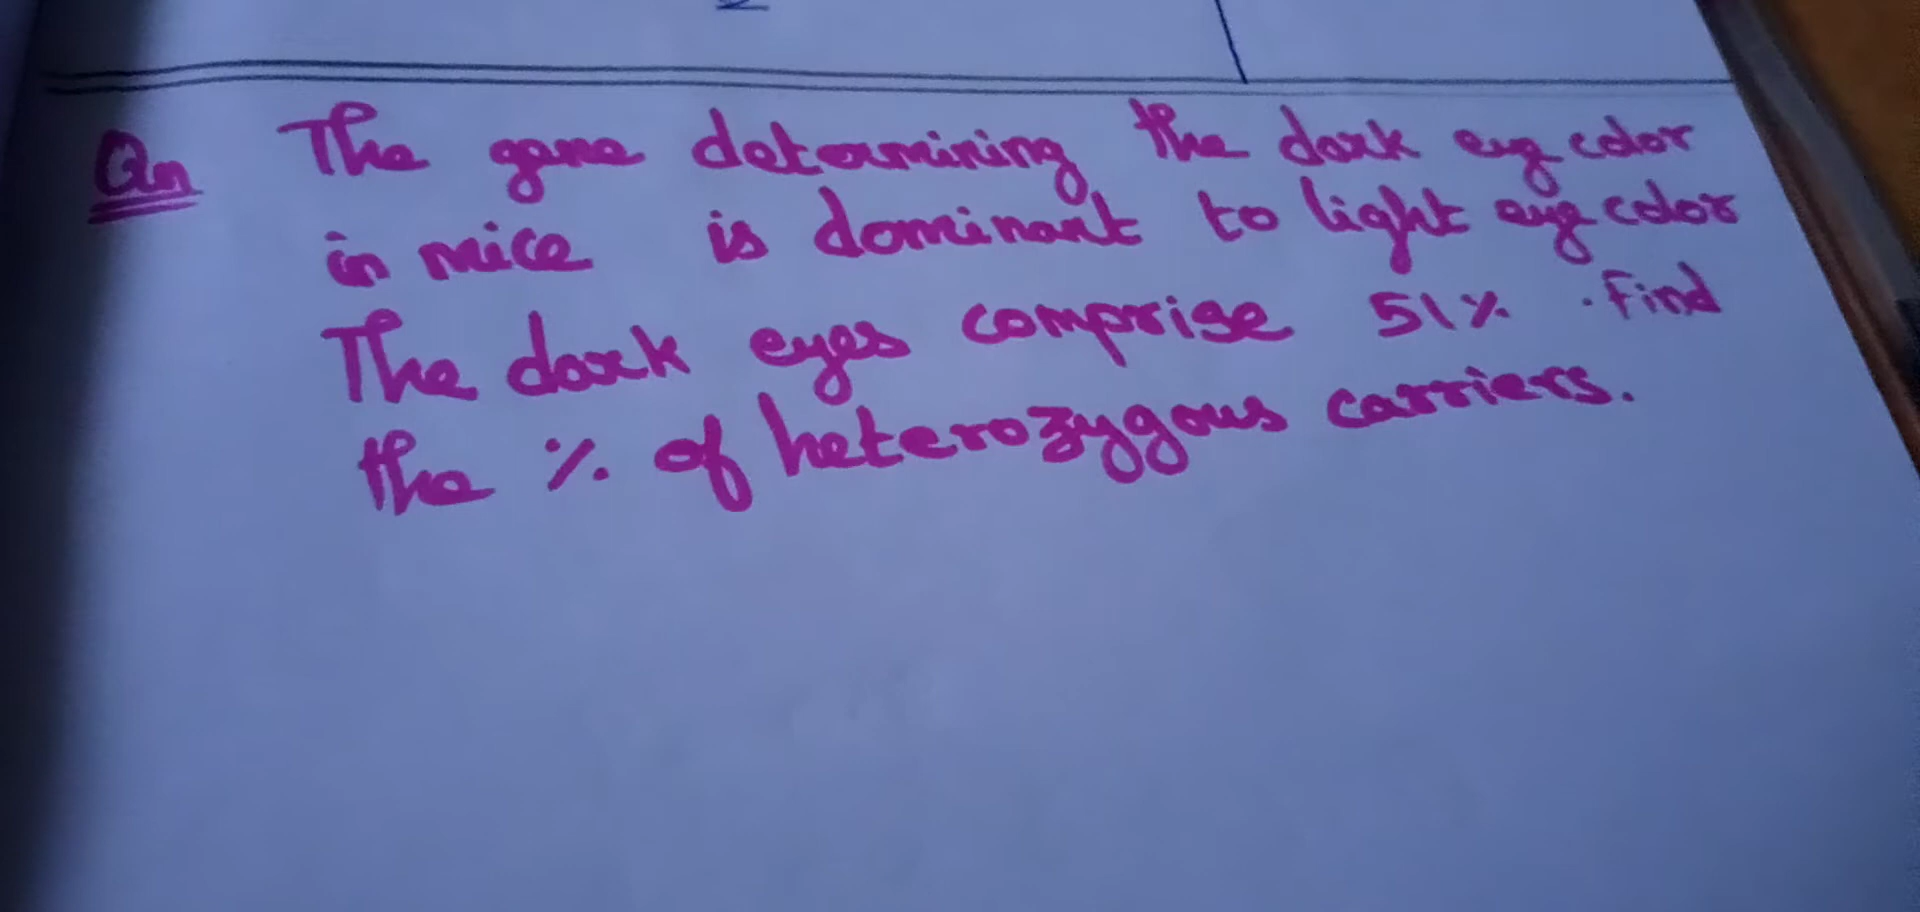 Qn The gene determining the dark eye color
in mice is dominant to light eye color
The dark eyes comprise 51% . Find
the % of heterozygous carriers.